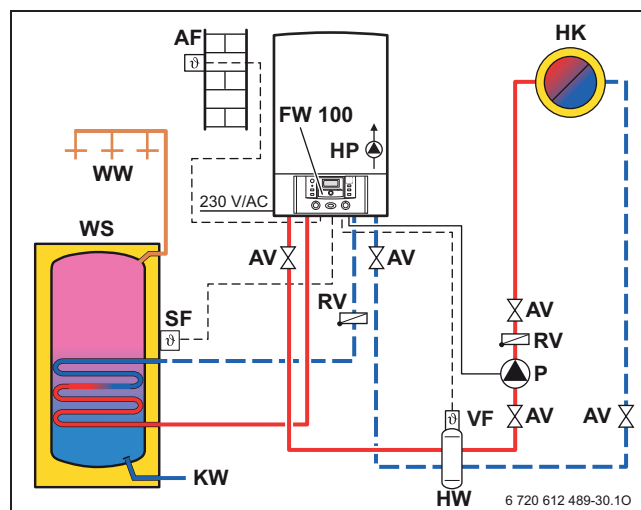 AF
ϑ
FW 100
HP
HK
WW
230 V/AC
WS
AV
AV
SF
ϑ
RV
AV
RV
P
AV
AV
ϑ
VF
KW
HW
6 720 612 489-30.1O